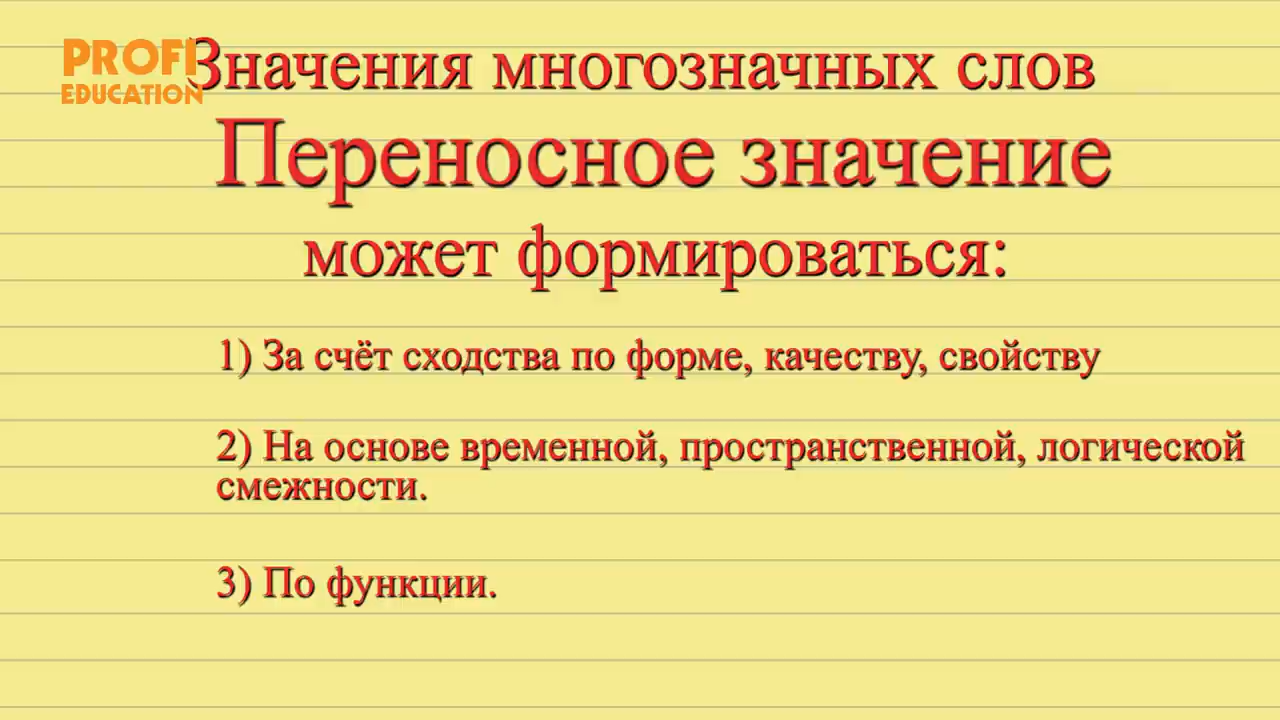 PROFI
EDUCATION
Значения многозначных слов
Переносное значение
может формироваться:
1) За счёт сходства по форме, качеству, свойству
2) На основе временной, пространственной, логической
смежности.
3) По функции.